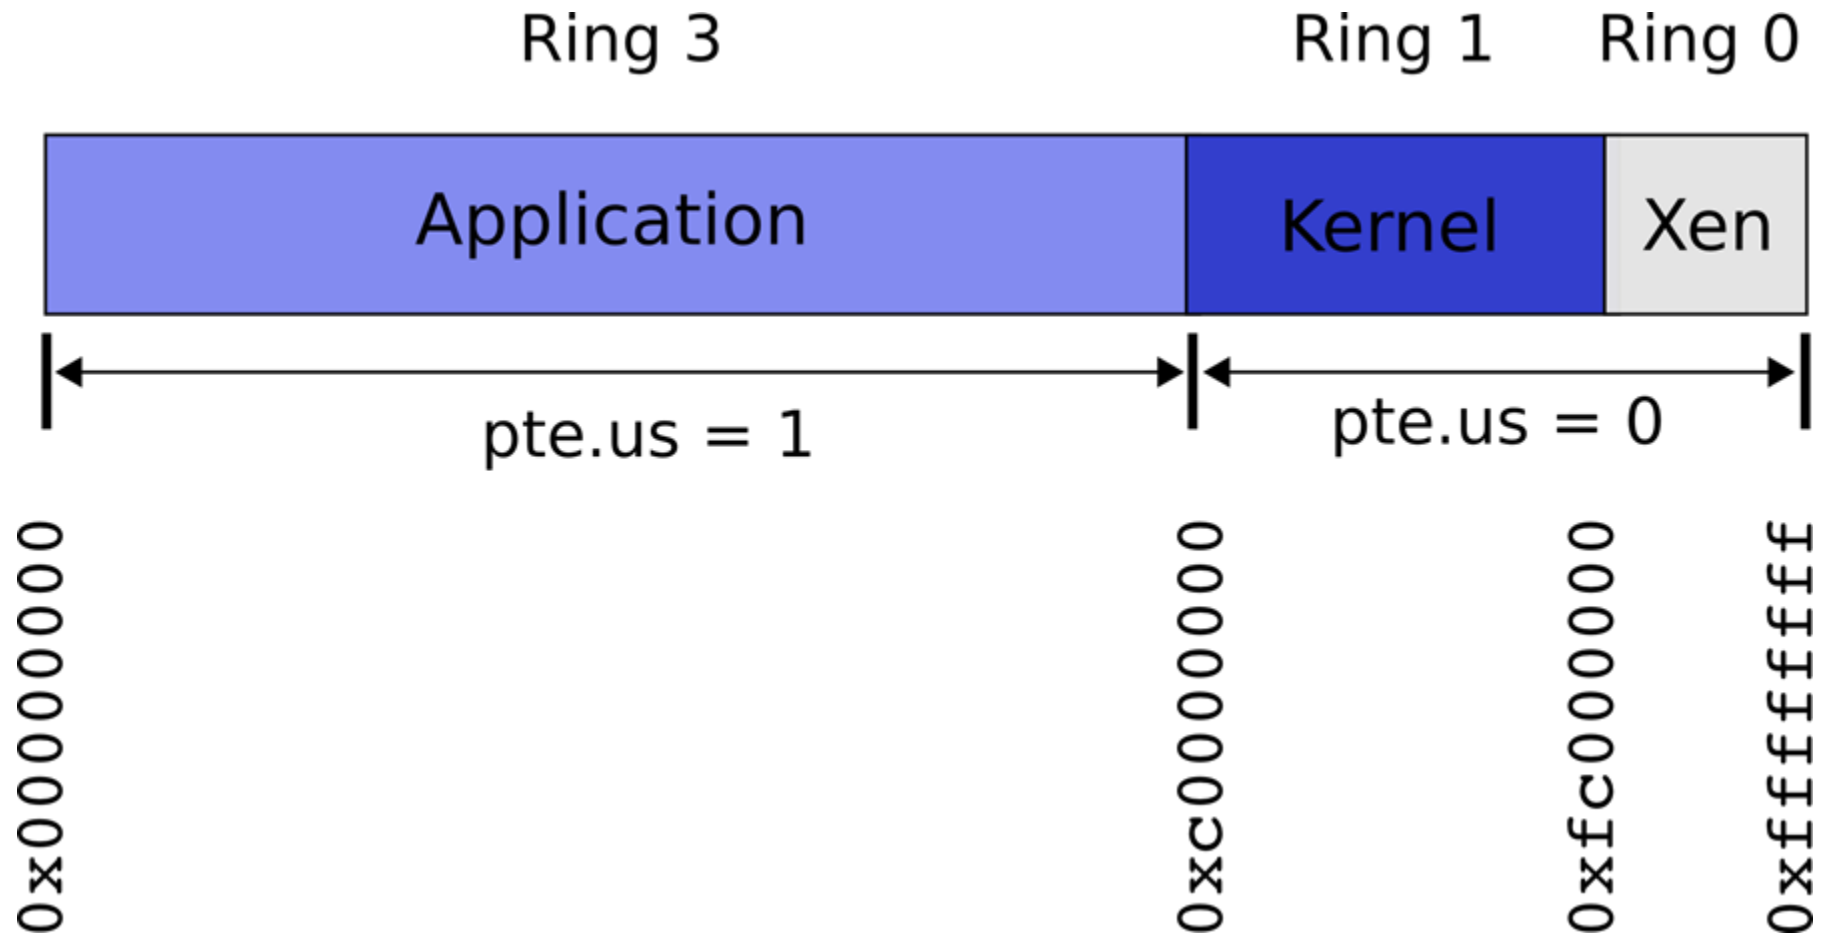 Ring 3
Ring 1
Ring 0
Application
Kernel
Xen
pte.us = 1
pte.us = 0
0x00000000
0xc0000000
0xfc000000
0xffffffff